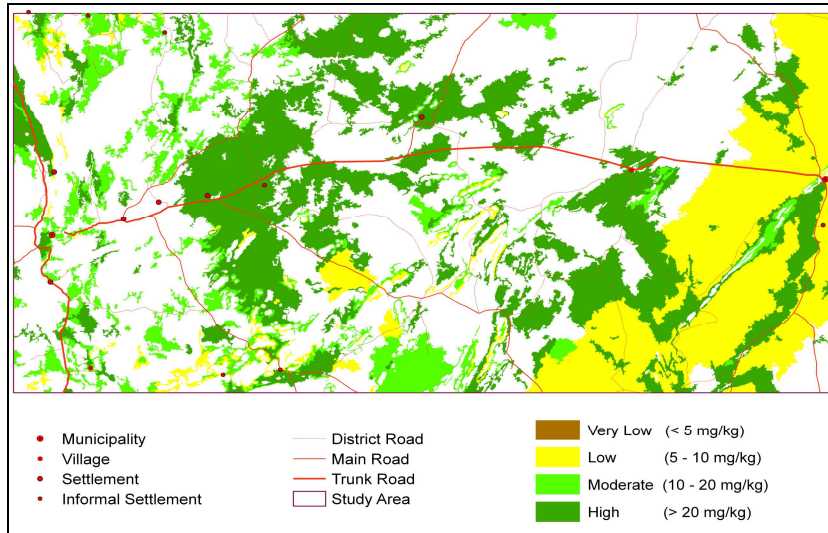 Municipality
Village
Settlement
Informal Settlement
District Road
Main Road
Trunk Road
Study Area
Very Low (< 5 mg/kg)
Low (5 - 10 mg/kg)
Moderate (10 - 20 mg/kg)
High (> 20 mg/kg)